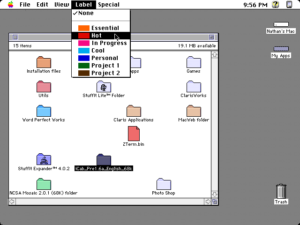 File Edit View Label Special
9:56 PM
None
Essential
Hot
In Progress
Cool
Personal
Project 1
Project 2
15 items
19.1 MB available
Nathan's Mac
My Apps
Installation files
Apps
Games
Utils
StuffIt Lite™ folder
ClarisWorks
Word Perfect Works
Claris Applications
MacWeb folder
ZTerm.bin
StuffIt Expander™ 4.0.2
NCSA Mosaic 2.0.1 (68K) folder
Photo Shop
Trash